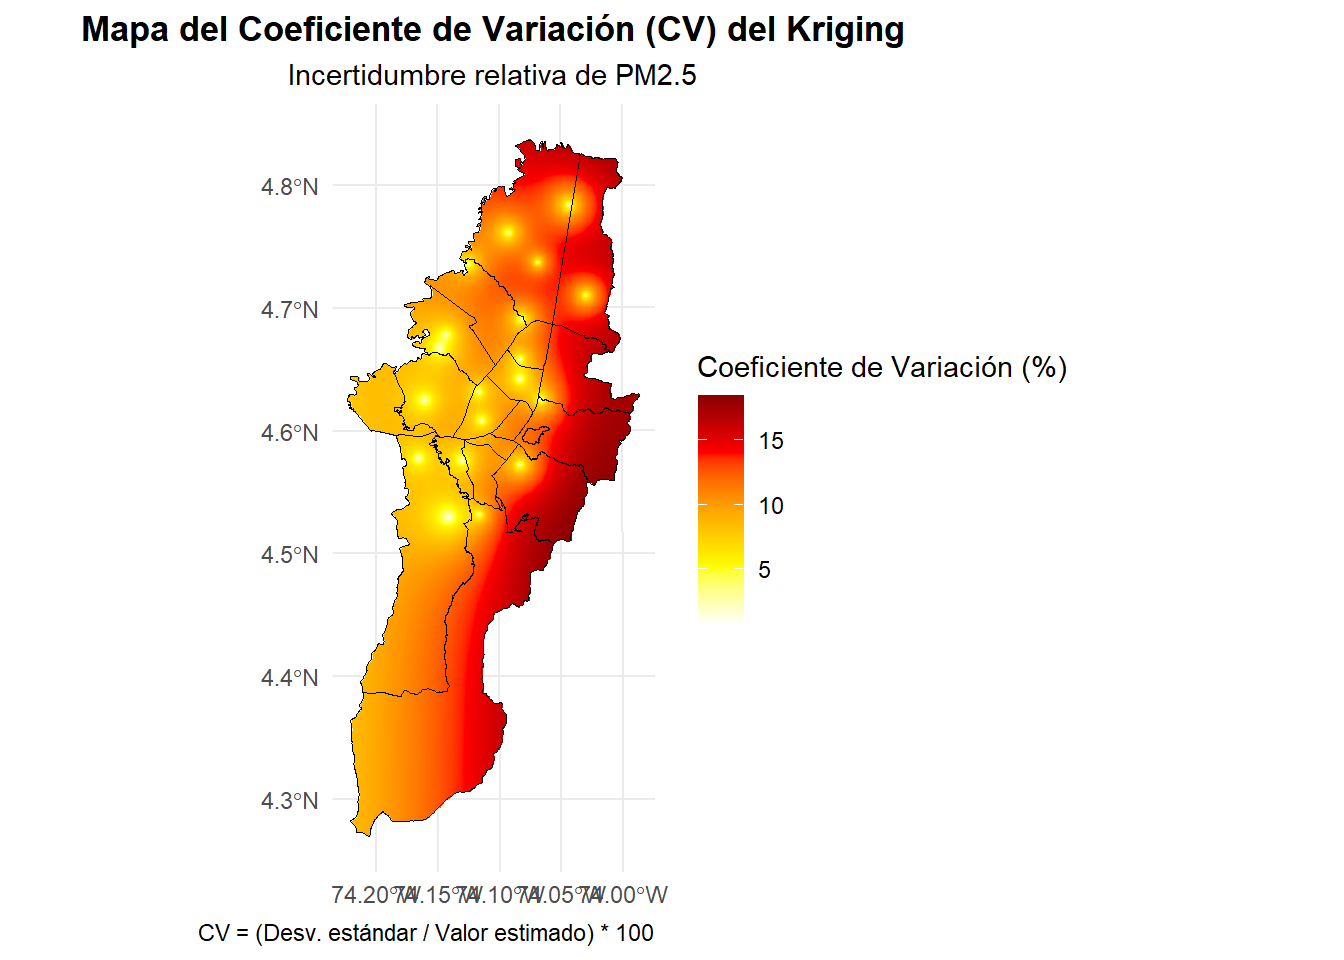 Mapa del Coeficiente de Variación (CV) del Kriging
Incertidumbre relativa de PM2.5
4.8°N
4.7°N
4.6°N
4.5°N
4.4°N
4.3°N
74.20°W 74.15°W 74.10°W 74.05°W 74.00°W
CV = (Desv. estándar / Valor estimado) * 100
Coeficiente de Variación (%)
15
10
5